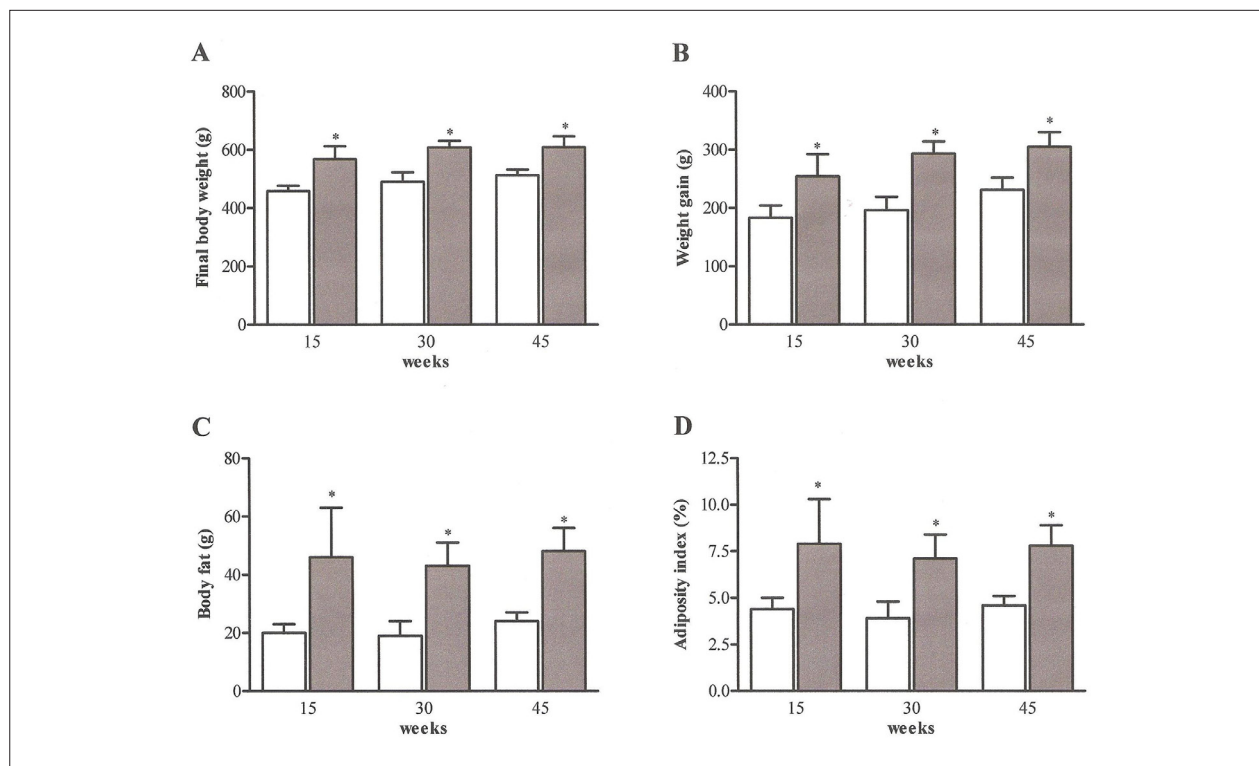 A
Final body weight (g)
800
600
400
200
0
* * *
15 30 45
weeks
B
Weight gain (g)
400
300
200
100
0
* * *
15 30 45
weeks
C
Body fat (g)
80
60
40
20
0
* * *
15 30 45
weeks
D
Adiposity index (%)
12.5
10.0
7.5
5.0
2.5
0.0
* * *
15 30 45
weeks